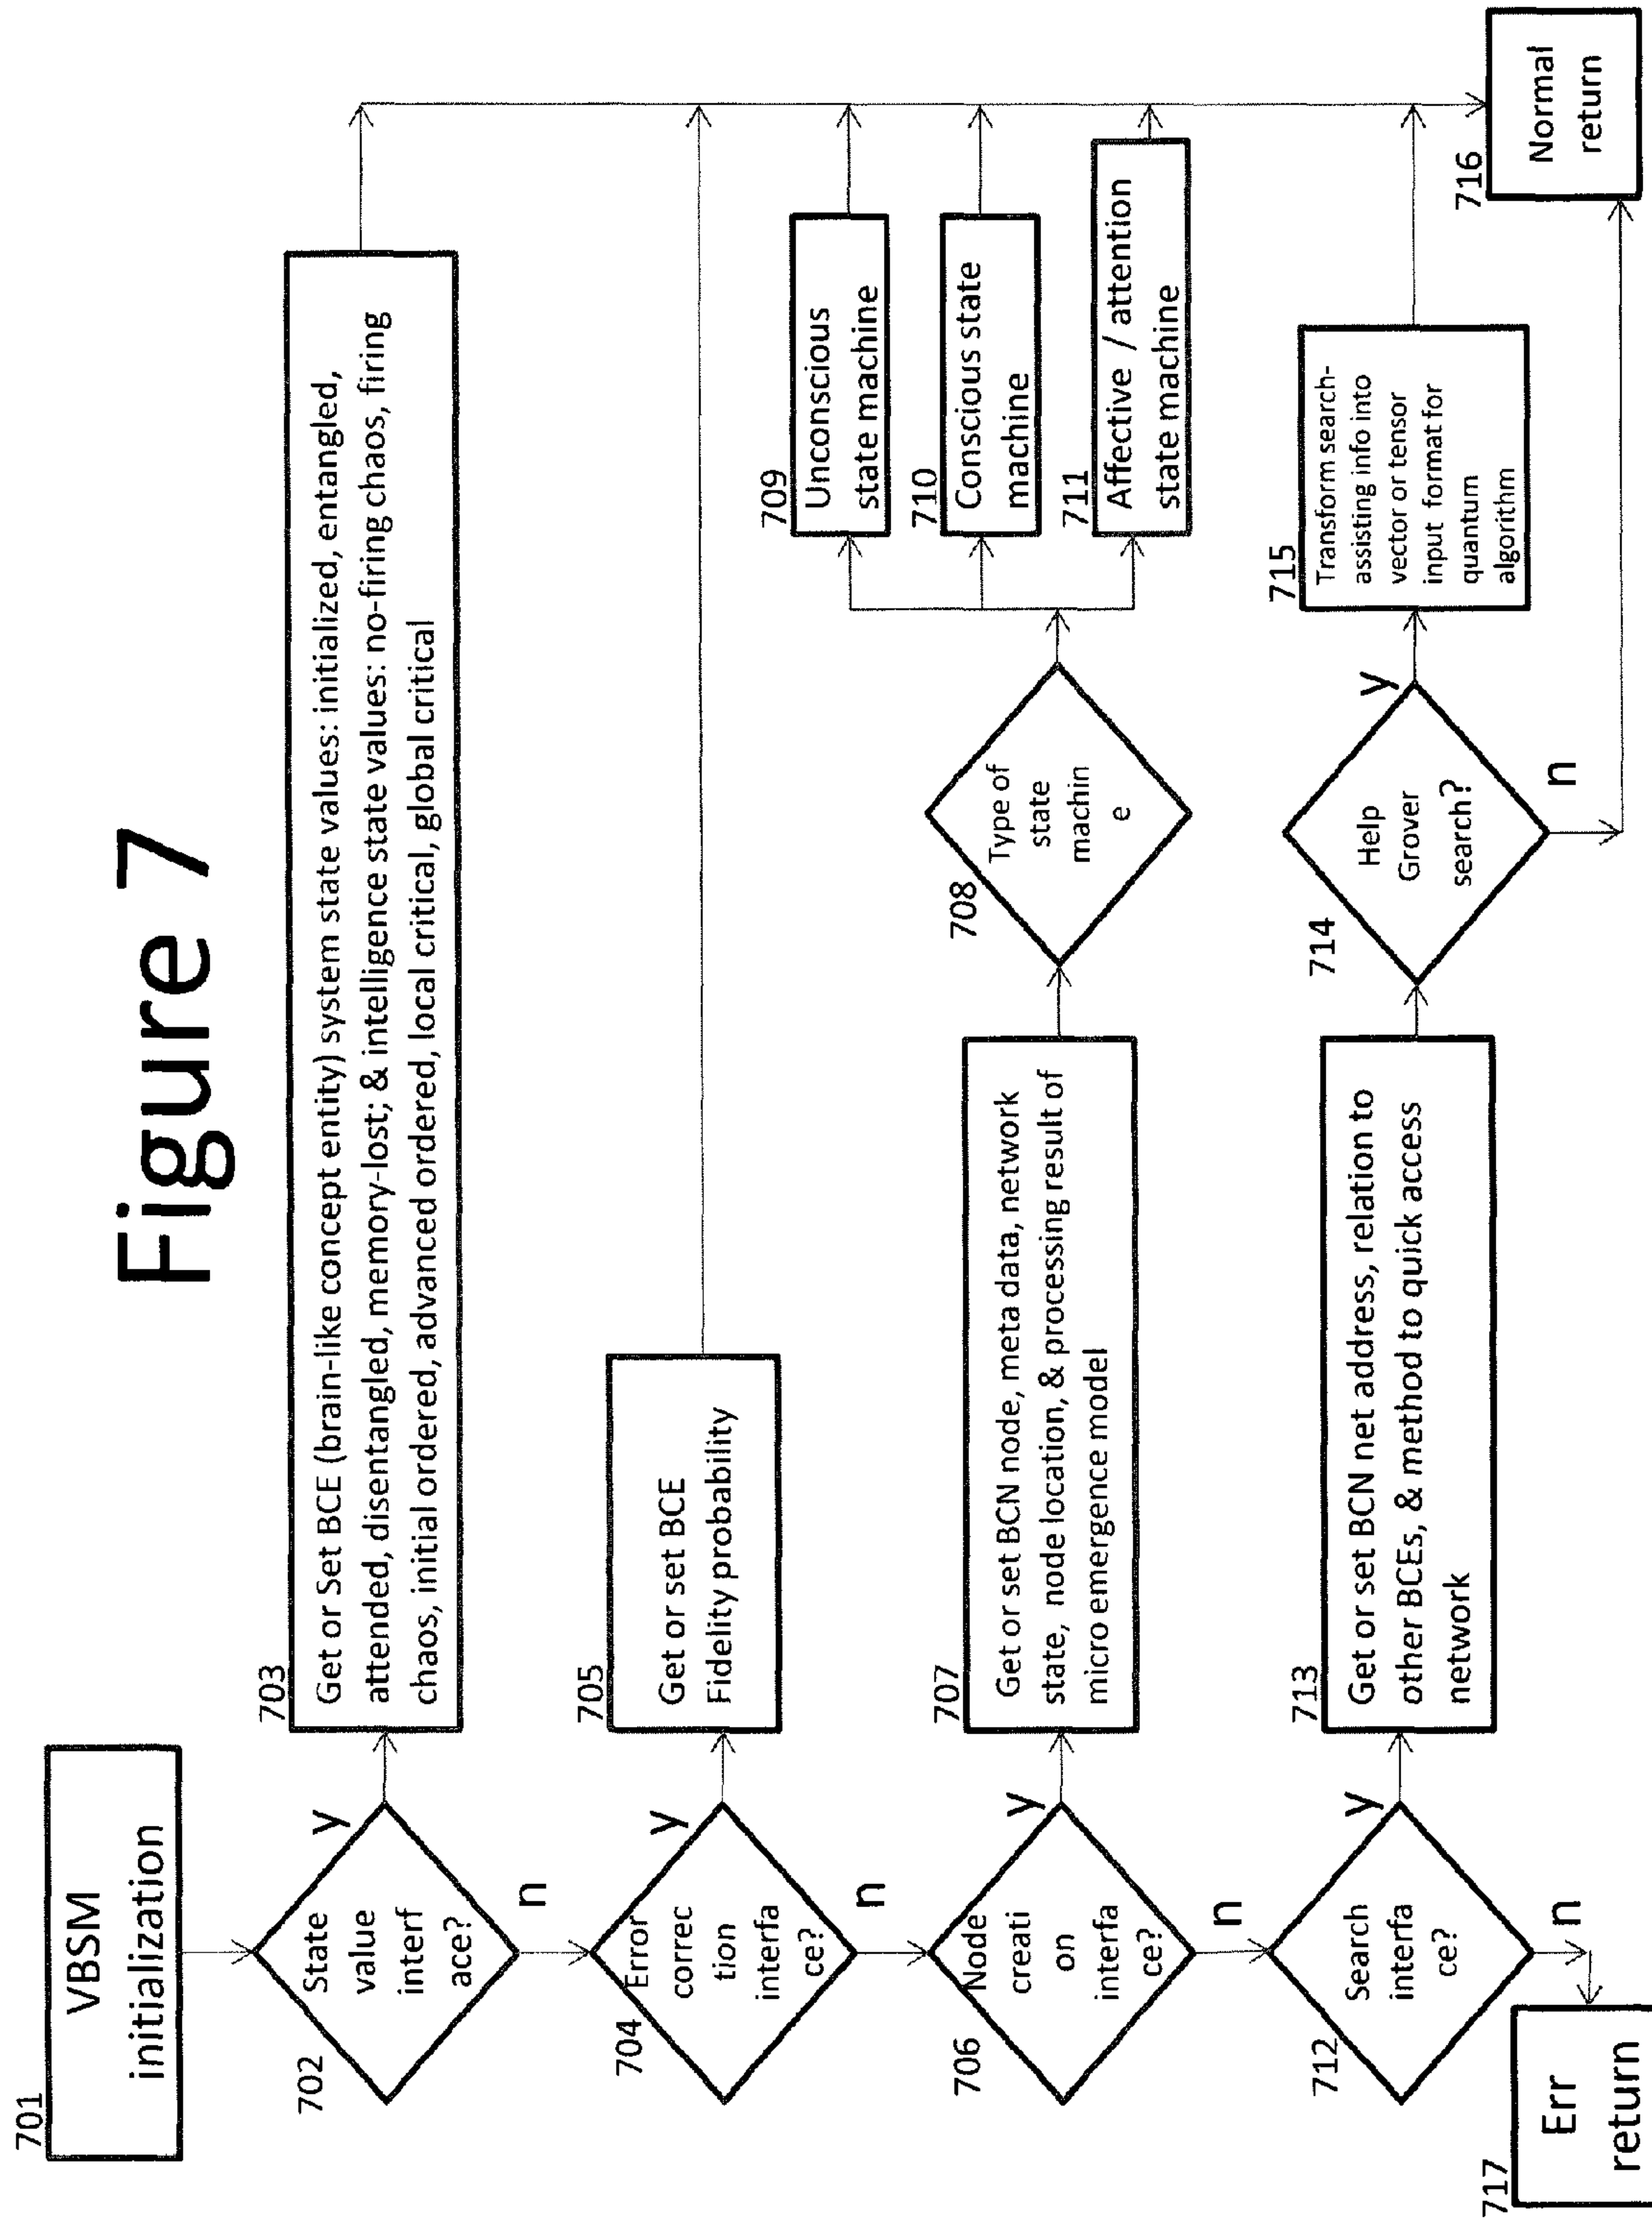 Figure 7
701
VBSM
initialization
702
State
value
interf
ace?
y
n
703
Get or Set BCE (brain-like concept entity) system state values: initialized, entangled,
attended, disentangled, memory-lost; & intelligence state values: no-firing chaos, firing
chaos, initial ordered, advanced ordered, local critical, global critical
704
Error
correc
tion
interfa
ce?
y
n
705
Get or set BCE
Fidelity probability
706
Node
creati
on
interfa
ce?
y
n
707
Get or set BCN node, meta data, network
state, node location, & processing result of
micro emergence model
708
Type of
state
machin
e
709
Unconscious
state machine
710
Conscious state
machine
711
Affective / attention
state machine
712
Search
interfa
ce?
y
n
713
Get or set BCN net address, relation to
other BCEs, & method to quick access
network
714
Help
Grover
search?
y
n
715
Transform search-
assisting info into
vector or tensor
input format for
quantum
algorithm
716
Normal
return
717
Err
return